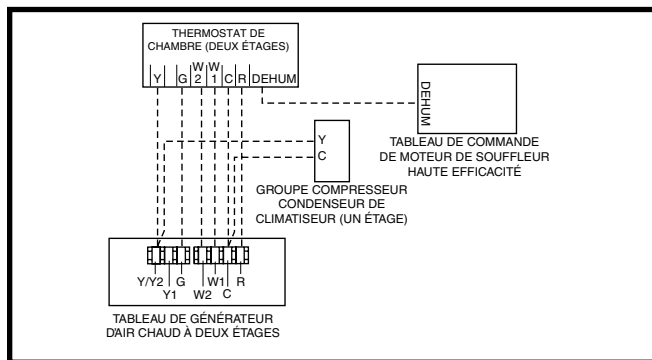 THERMOSTAT DE
CHAMBRE (DEUX ÉTAGES)
W W
Y G 2 1 C R DEHUM
DEHUM
TABLEAU DE COMMANDE
DE MOTEUR DE SOUFFLEUR
HAUTE EFFICACITÉ
Y
C
GROUPE COMPRESSEUR
CONDENSEUR DE
CLIMATISEUR (UN ÉTAGE)
Y/Y2 G W1 R
Y1 W2 C
TABLEAU DE GÉNÉRATEUR
D'AIR CHAUD À DEUX ÉTAGES